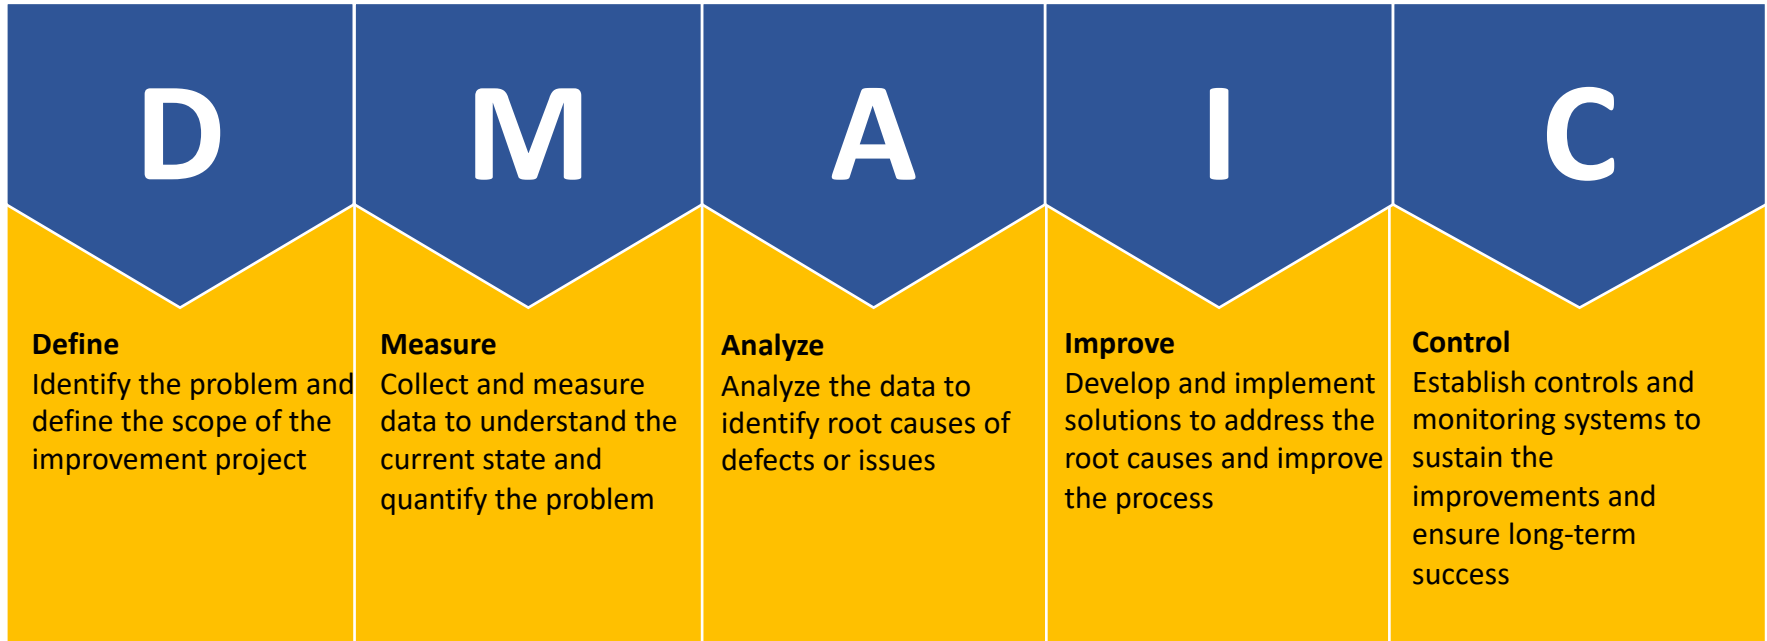 D
M
A
I
C
Define
Identify the problem and
define the scope of the
improvement project
Measure
Collect and measure
data to understand the
current state and
quantify the problem
Analyze
Analyze the data to
identify root causes of
defects or issues
Improve
Develop and implement
solutions to address the
root causes and improve
the process
Control
Establish controls and
monitoring systems to
sustain the
improvements and
ensure long-term
success